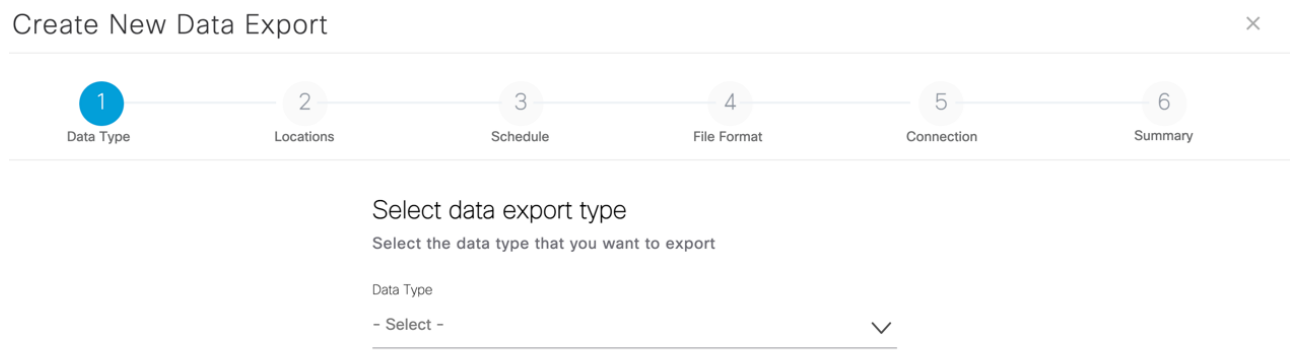 Create New Data Export
×
1 2 3 4 5 6
Data Type Locations Schedule File Format Connection Summary
Select data export type
Select the data type that you want to export
Data Type
- Select -